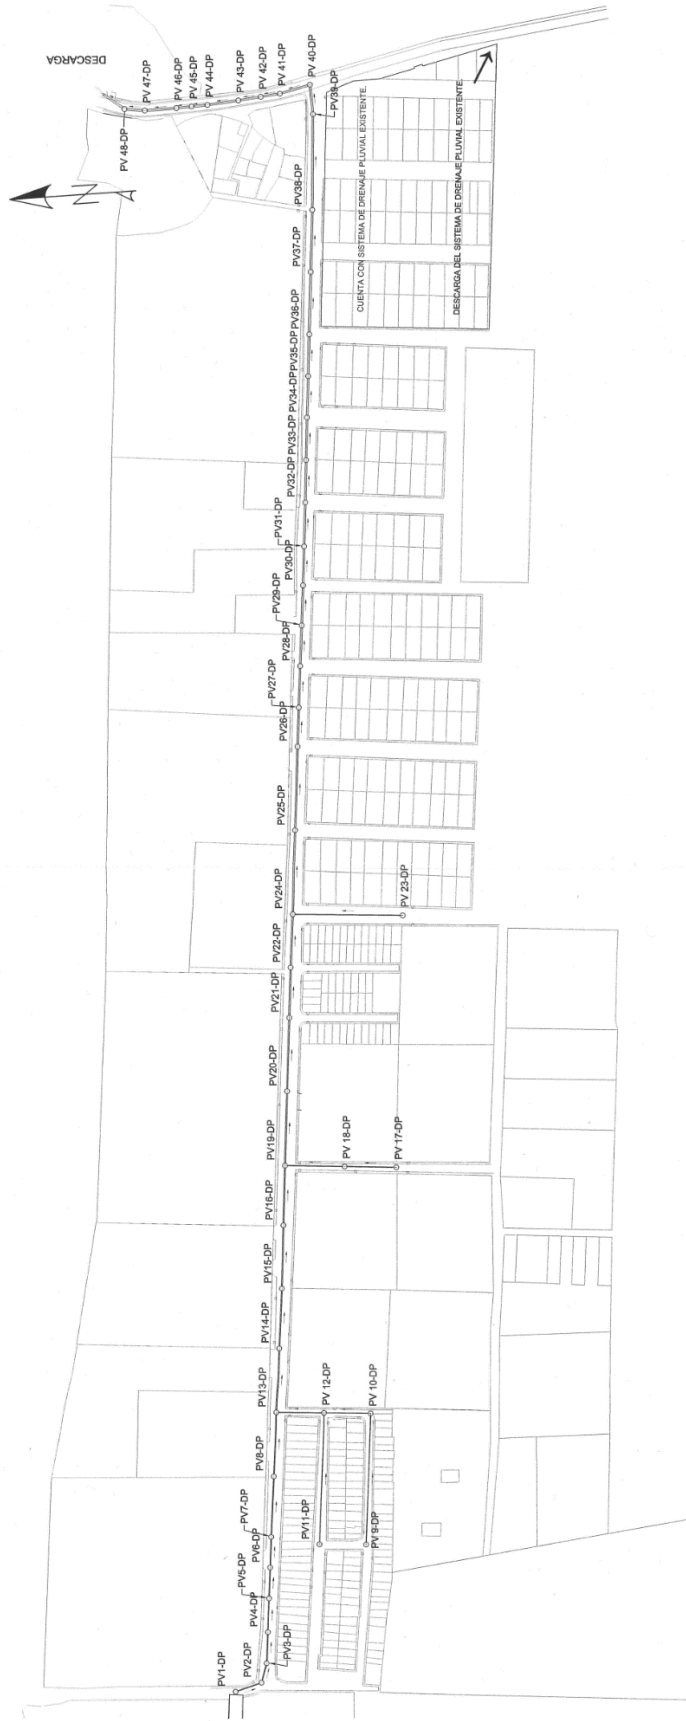 DESCARGA
PV 48-DP
PV 47-DP
PV 46-DP
PV 45-DP
PV 44-DP
PV 43-DP
PV 42-DP
PV 41-DP
PV 40-DP
PV39-DP
N
PV38-DP
PV37-DP
PV36-DP
PV35-DP
PV34-DP
PV33-DP
PV32-DP
PV31-DP
PV30-DP
PV29-DP
PV28-DP
PV27-DP
PV26-DP
PV25-DP
PV24-DP
PV 23-DP
PV22-DP
PV21-DP
PV20-DP
PV19-DP
PV 18-DP
PV 17-DP
PV16-DP
PV15-DP
PV14-DP
PV13-DP
PV 12-DP
PV 10-DP
PV11-DP
PV 9-DP
PV8-DP
PV7-DP
PV6-DP
PV5-DP
PV4-DP
PV3-DP
PV2-DP
PV1-DP
CUENTA CON SISTEMA DE DRENAJE PLUVIAL EXISTENTE.
DESCARGA DEL SISTEMA DE DRENAJE PLUVIAL EXISTENTE.